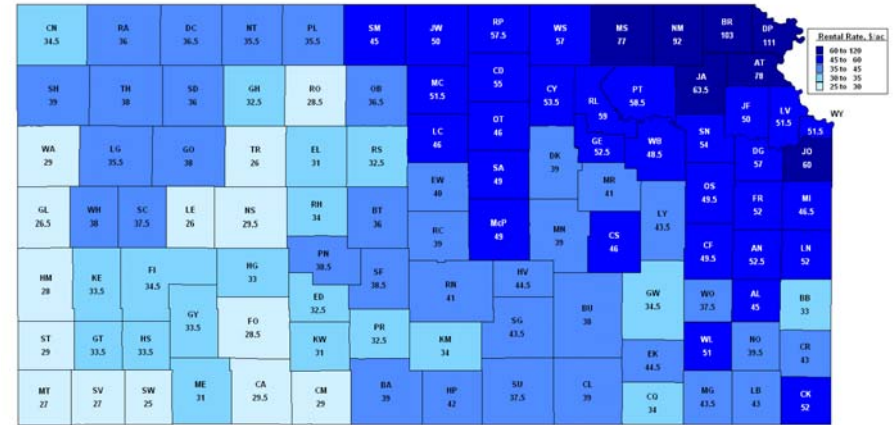 CN
34.5
RA
36
DC
36.5
NT
35.5
PL
35.5
SM
45
JW
50
RP
57.5
WS
57
MS
77
NM
92
BR
103
DP
111
Rental Rate, $/ac
60 to 120
45 to 60
35 to 45
30 to 35
25 to 30
SH
39
TH
38
SD
36
GH
32.5
RO
28.5
OB
36.5
MC
51.5
CD
55
CY
53.5
RL
59
PT
50.5
JA
63.5
AT
78
JF
50
LV
51.5
WY
51.5
WA
29
LG
35.5
GO
38
TR
26
EL
31
RS
32.5
LC
46
OT
46
DK
39
GE
52.5
WB
48.5
SN
54
DG
57
JO
60
GL
26.5
WH
38
SC
37.5
LE
26
NS
29.5
RH
34
BT
36
EW
40
SA
49
MR
41
OS
49.5
FR
52
MI
46.5
RC
39
McP
49
MN
39
CS
46
LY
43.5
CF
49.5
AN
52.5
LN
52
HM
28
KE
33.5
FI
34.5
HG
33
PN
38.5
SF
38.5
RN
41
HV
44.5
BU
38
GW
34.5
WO
37.5
AL
45
BB
33
GY
33.5
FO
28.5
ED
32.5
ST
29
GT
33.5
HS
33.5
KW
31
PR
32.5
KM
34
SG
43.5
EK
44.5
WL
51
NO
39.5
CR
43
MT
27
SV
27
SW
25
ME
31
CA
29.5
CM
29
BA
39
HP
42
SU
37.5
CL
39
CQ
34
MG
43.5
LB
43
CK
52